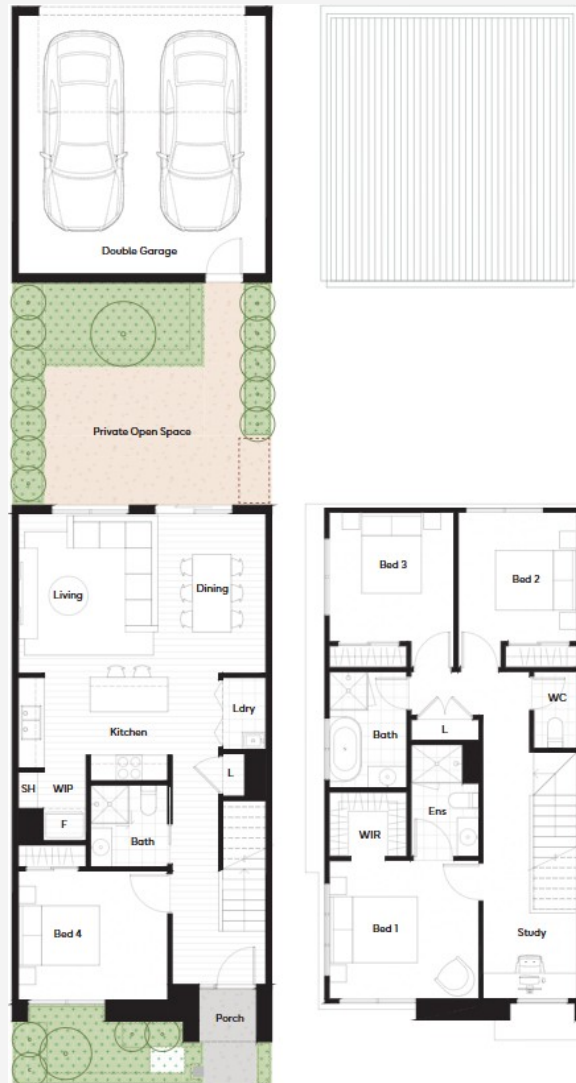 Double Garage
Private Open Space
Living
Dining
Kitchen
Ldry
L
SH
WIP
F
Bath
Bed 4
Porch
Bed 3
Bed 2
WC
Bath
L
Ens
WIR
Bed 1
Study